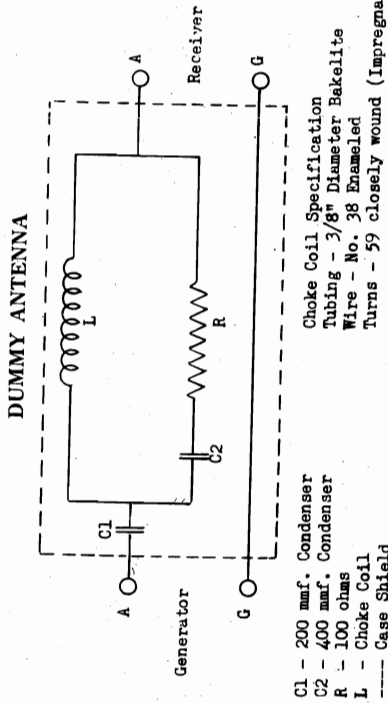 DUMMY ANTENNA
A
C1
L
C2
R
A
Generator
Receiver
G
G
C1 - 200 mmf. Condenser
C2 - 400 mmf. Condenser
R - 100 ohms
L - Choke Coil
---- Case Shield
Choke Coil Specification
Tubing - 3/8" Diameter Bakelite
Wire - No. 38 Enameled
Turns - 59 closely wound (Impregna